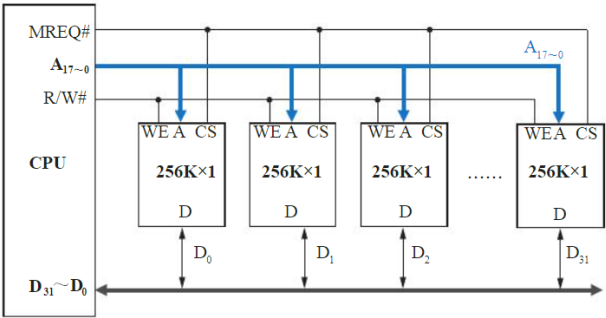 MREQ#
A17~0
A17~0
R/W#
WE A CS
WE A CS
WE A CS
WE A CS
CPU
256K×1
256K×1
256K×1
……
256K×1
D
D
D
D
D0
D1
D2
D31
D31~D0